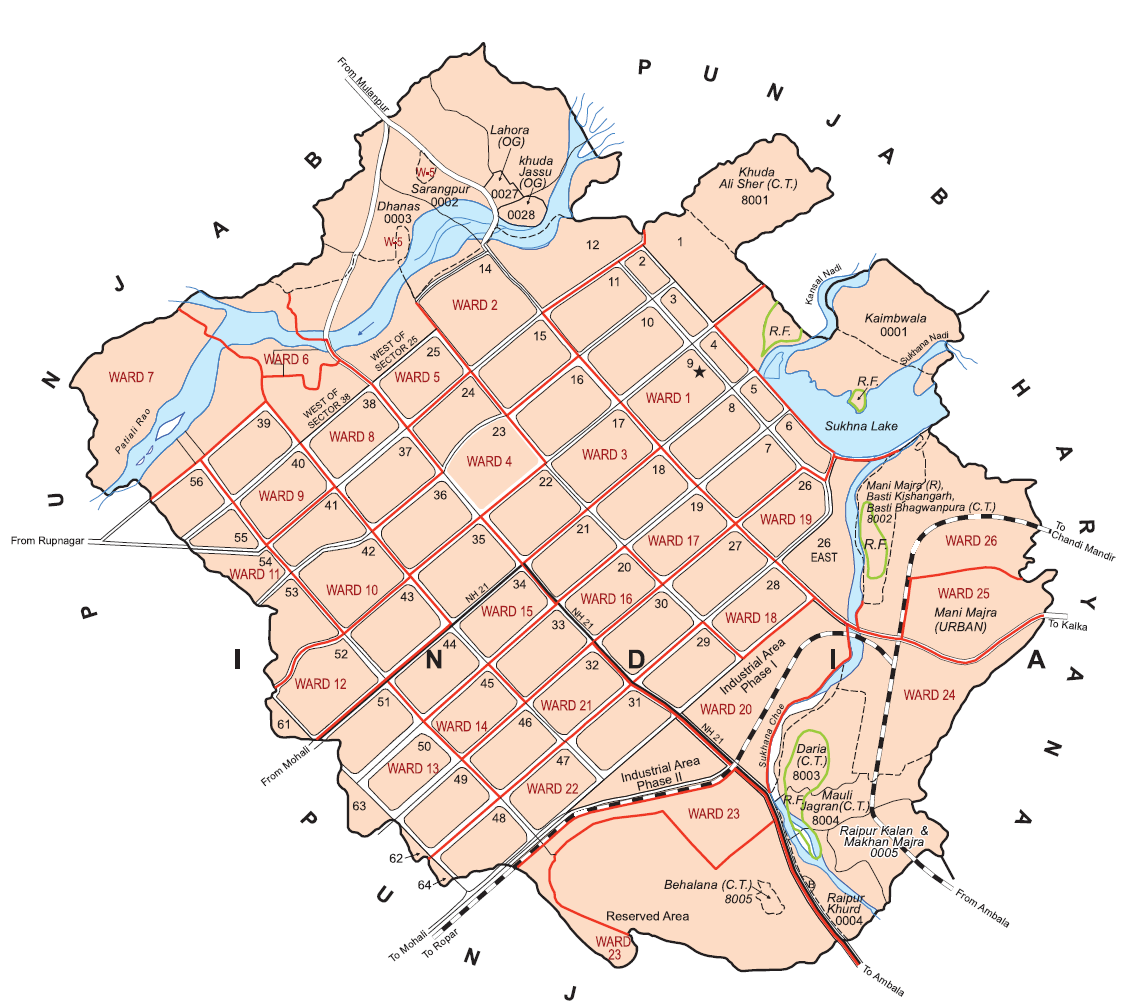 PUNJAB
HARYANA
PUNJAB
PUNJ
INDIA
From Mulanpur
Lahora
(OG)
khuda
Jassu
(OG)
W-5
Sarangpur
0002
0027
0028
Dhanas
0003
W-5
Khuda
Ali Sher (C.T.)
8001
12
1
2
14
11
3
WARD 2
Kansal Nadi
Kaimbwala
0001
Sukhana Nadi
R.F.
R.F.
Sukhna Lake
10
15
4
WEST OF
SECTOR 25
25
9
WARD 6
WARD 7
WARD 5
16
5
24
WARD 1
WEST OF
SECTOR 38
38
8
6
Patiali Rao
39
WARD 8
23
17
7
37
WARD 4
WARD 3
40
18
56
22
26
36
WARD 9
41
19
WARD 19
Mani Majra (R),
Basti Kishangarh,
Basti Bhagwanpura (C.T.)
8002
R.F.
To
Chandi Mandir
From Rupnagar
55
21
35
WARD 17
27
26
EAST
WARD 26
42
54
20
WARD 11
34
28
53
WARD 10
43
NH 21
WARD 15
WARD 16
30
WARD 25
Mani Majra
(URBAN)
To Kalka
NH 21
33
WARD 18
44
29
52
32
Industrial Area
Phase I
WARD 12
45
31
WARD 24
51
WARD 21
WARD 20
61
46
WARD 14
NH 21
Sukhana Choe
50
From Mohali
47
Daria
(C.T.)
8003
WARD 13
49
Industrial Area
Phase II
WARD 22
R.F.
Mauli
Jagran(C.T.)
8004
63
48
WARD 23
Raipur Kalan &
Makhan Majra
0005
62
64
Behalana (C.T.)
8005
Raipur
Khurd
0004
From Ambala
Reserved Area
To Mohali
To Ropar
WARD
23
To Ambala